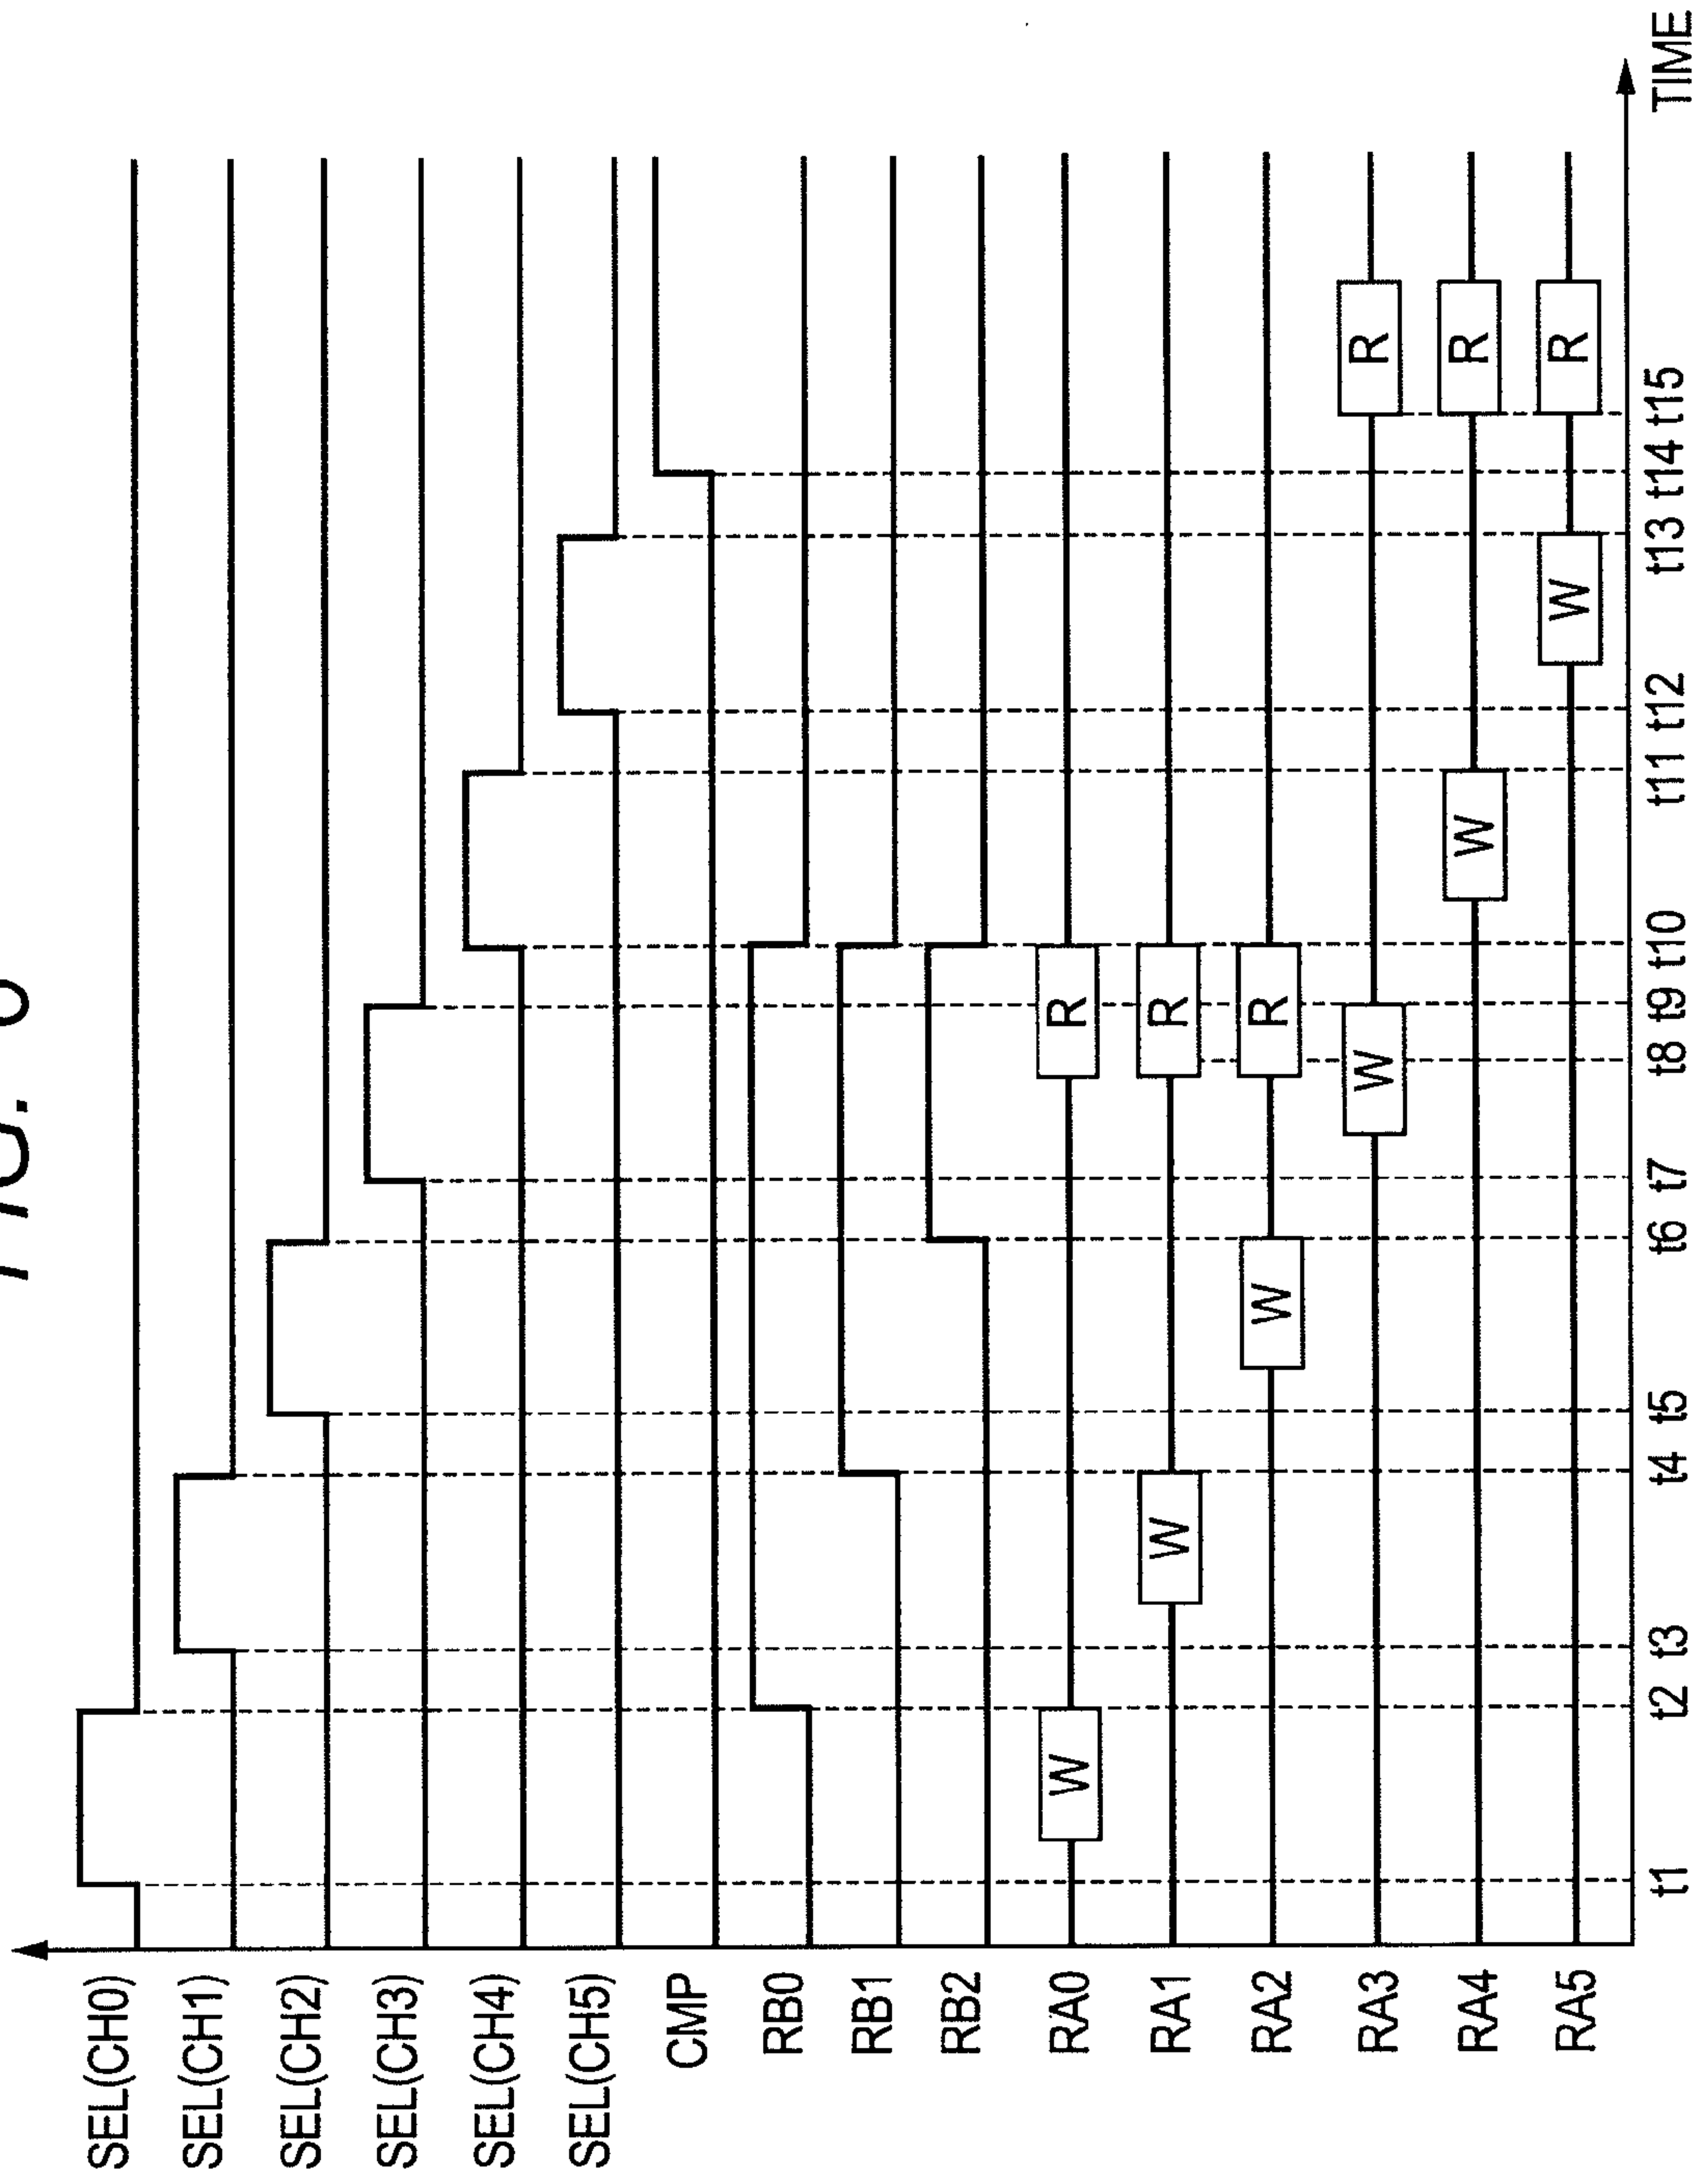 FIG.
SEL(CH0)
SEL(CH1)
SEL(CH2)
SEL(CH3)
SEL(CH4)
SEL(CH5)
CMP
RB0
RB1
RB2
RA0 W R
RA1 W R
RA2 W R
RA3 W R
RA4 W R
RA5 W R
t1 t2 t3 t4 t5 t6 t7 t8 t9 t10 t11 t12 t13 t14 t15
TIME